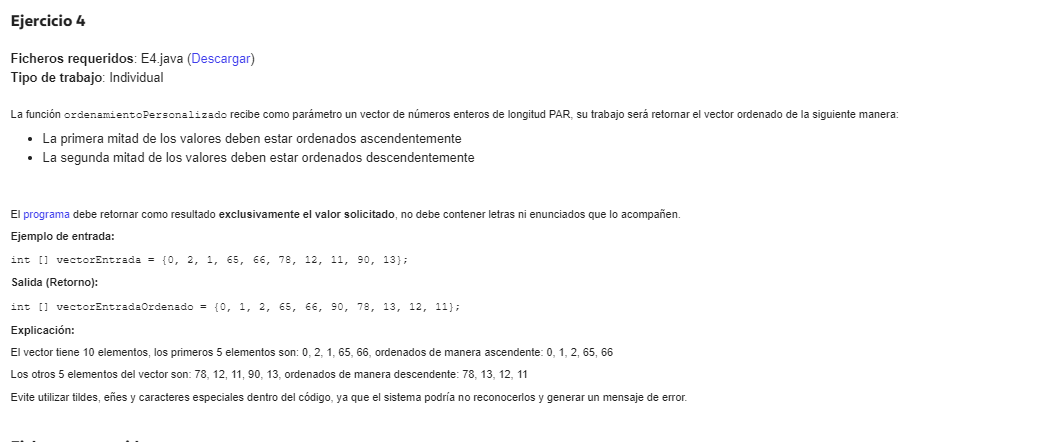 Ejercicio 4
Ficheros requeridos: E4.java (Descargar)
Tipo de trabajo: Individual
La función ordenamientoPersonalizado recibe como parámetro un vector de números enteros de longitud PAR, su trabajo será retornar el vector ordenado de la siguiente manera:
• La primera mitad de los valores deben estar ordenados ascendentemente
• La segunda mitad de los valores deben estar ordenados descendentemente
El programa debe retornar como resultado exclusivamente el valor solicitado, no debe contener letras ni enunciados que lo acompañen.
Ejemplo de entrada:
int [] vectorEntrada = {0, 2, 1, 65, 66, 78, 12, 11, 90, 13};
Salida (Retorno):
int [] vectorEntradaOrdenado = {0, 1, 2, 65, 66, 90, 78, 13, 12, 11};
Explicación:
El vector tiene 10 elementos, los primeros 5 elementos son: 0, 2, 1, 65, 66, ordenados de manera ascendente: 0, 1, 2, 65, 66
Los otros 5 elementos del vector son: 78, 12, 11, 90, 13, ordenados de manera descendente: 78, 13, 12, 11
Evite utilizar tildes, eñes y caracteres especiales dentro del código, ya que el sistema podría no reconocerlos y generar un mensaje de error.